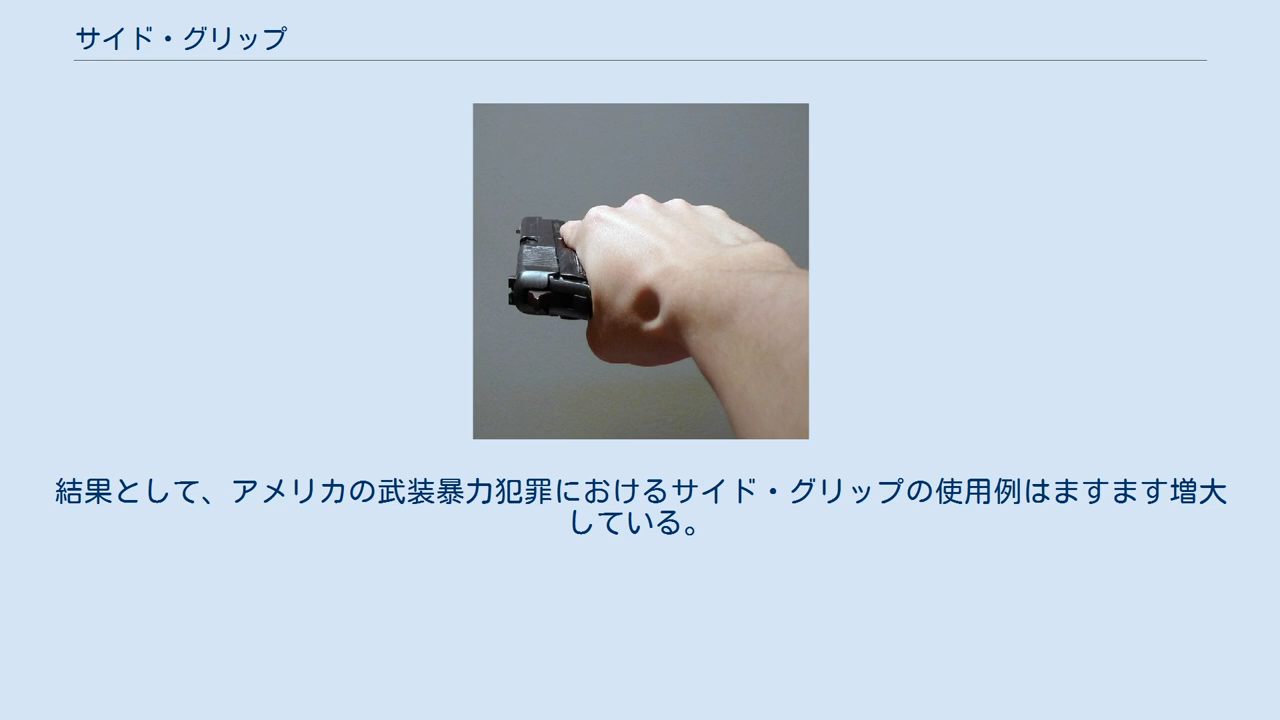 サイド・グリップ
結果として、アメリカの武装暴力犯罪におけるサイド・グリップの使用例はますます増大
している。